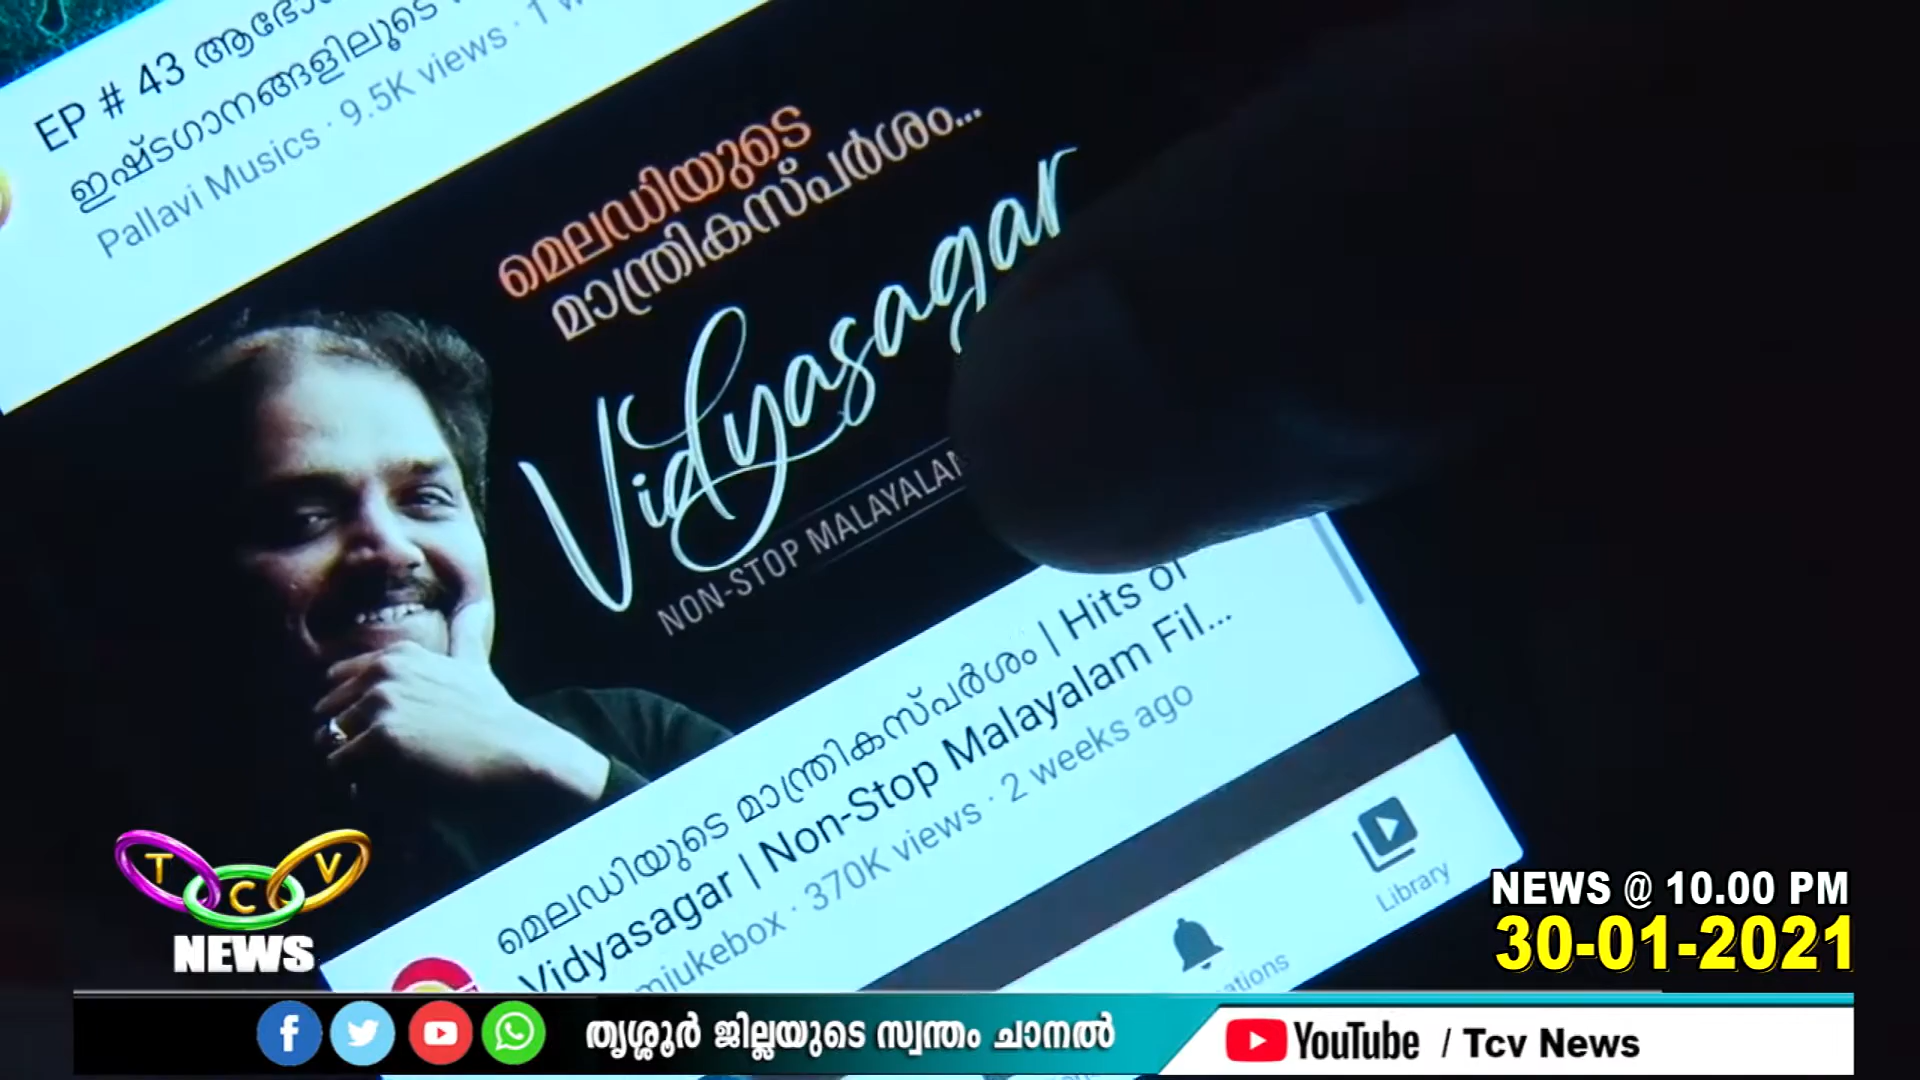 EP # 43
ഇഷ്ടഗാനങ്ങളിലൂടെ
Pallavi Musics · 9.5K views · 1
മെലഡിയുടെ
മാന്ത്രികസ്പർശം...
Vidyasagar
NON-STOP
മെലഡിയുടെ മാന്ത്രികസ്പർശം | Hits of
Vidyasagar | Non-Stop Malayalam Fil...
370K views · 2 weeks ago
Library
T C V
NEWS
NEWS @ 10.00 PM
30-01-2021
തൃശ്ശൂർ ജില്ലയുടെ സ്വന്തം ചാനൽ
YouTube / Tcv News